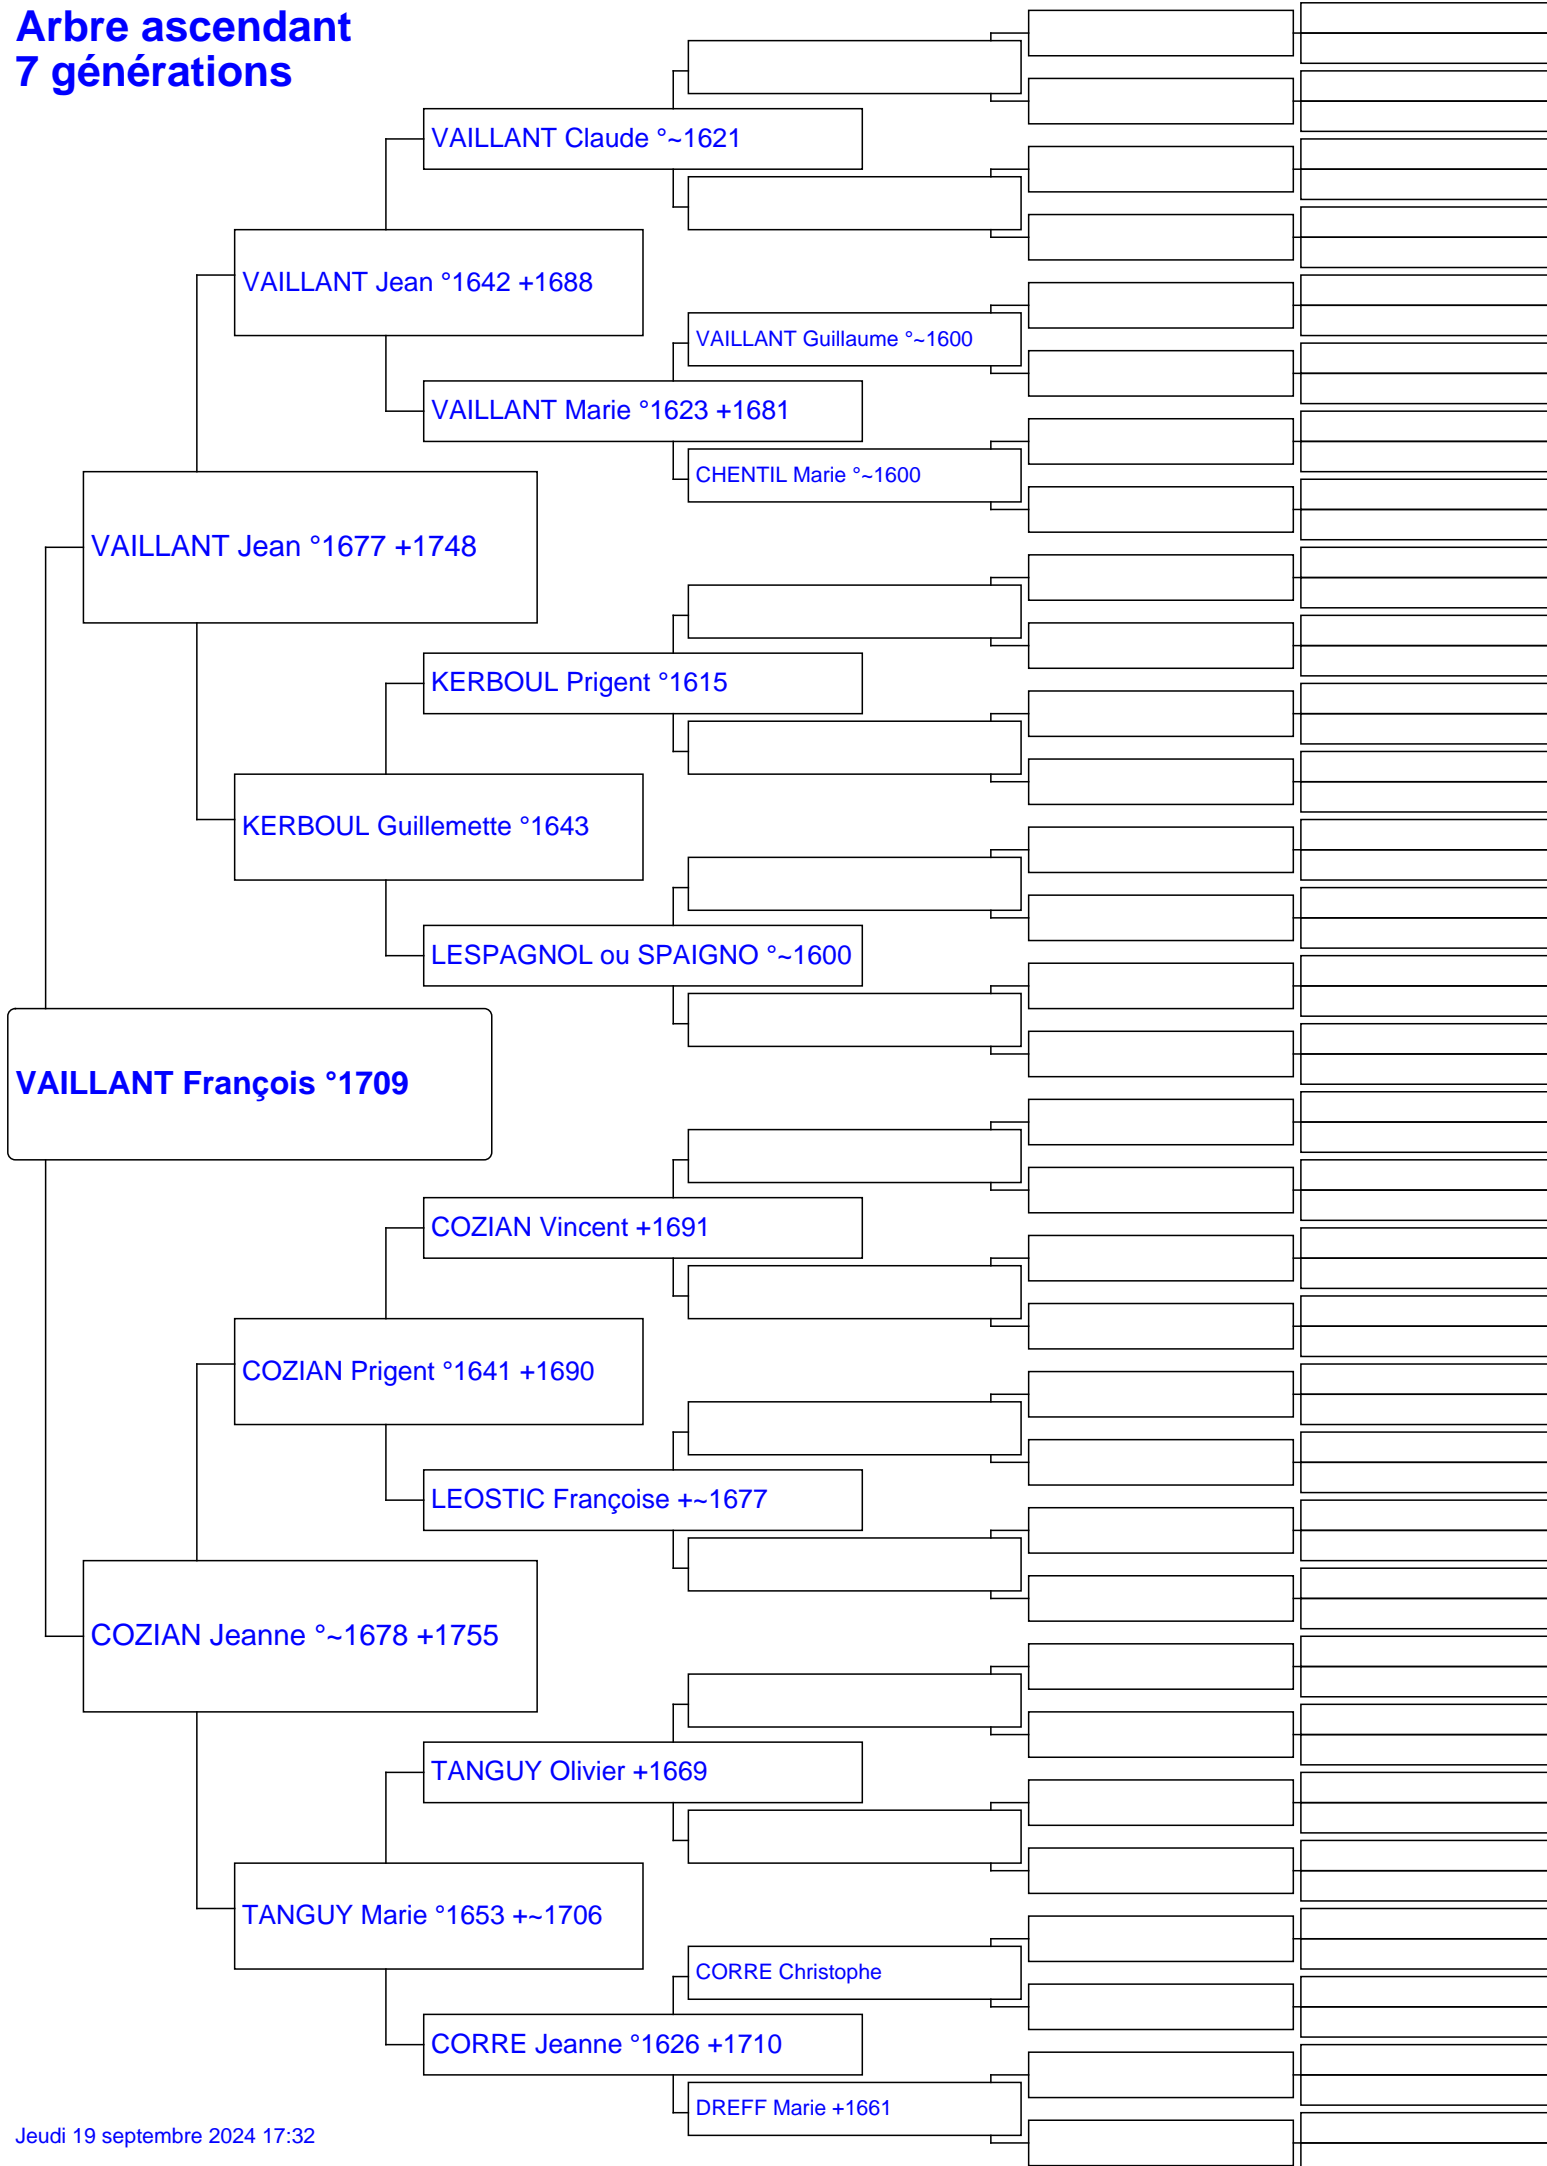 Arbre ascendant
7 générations
VAILLANT Claude °~1621
VAILLANT Jean °1642 +1688
VAILLANT Guillaume °~1600
VAILLANT Marie °1623 +1681
CHENTIL Marie °~1600
VAILLANT Jean °1677 +1748
KERBOUL Prigent °1615
KERBOUL Guillemette °1643
LESPAGNOL ou SPAIGNO °~1600
VAILLANT François °1709
COZIAN Vincent +1691
COZIAN Prigent °1641 +1690
LEOSTIC Françoise +~1677
COZIAN Jeanne °~1678 +1755
TANGUY Olivier +1669
TANGUY Marie °1653 +~1706
CORRE Christophe
CORRE Jeanne °1626 +1710
DREFF Marie +1661
Jeudi 19 septembre 2024 17:32